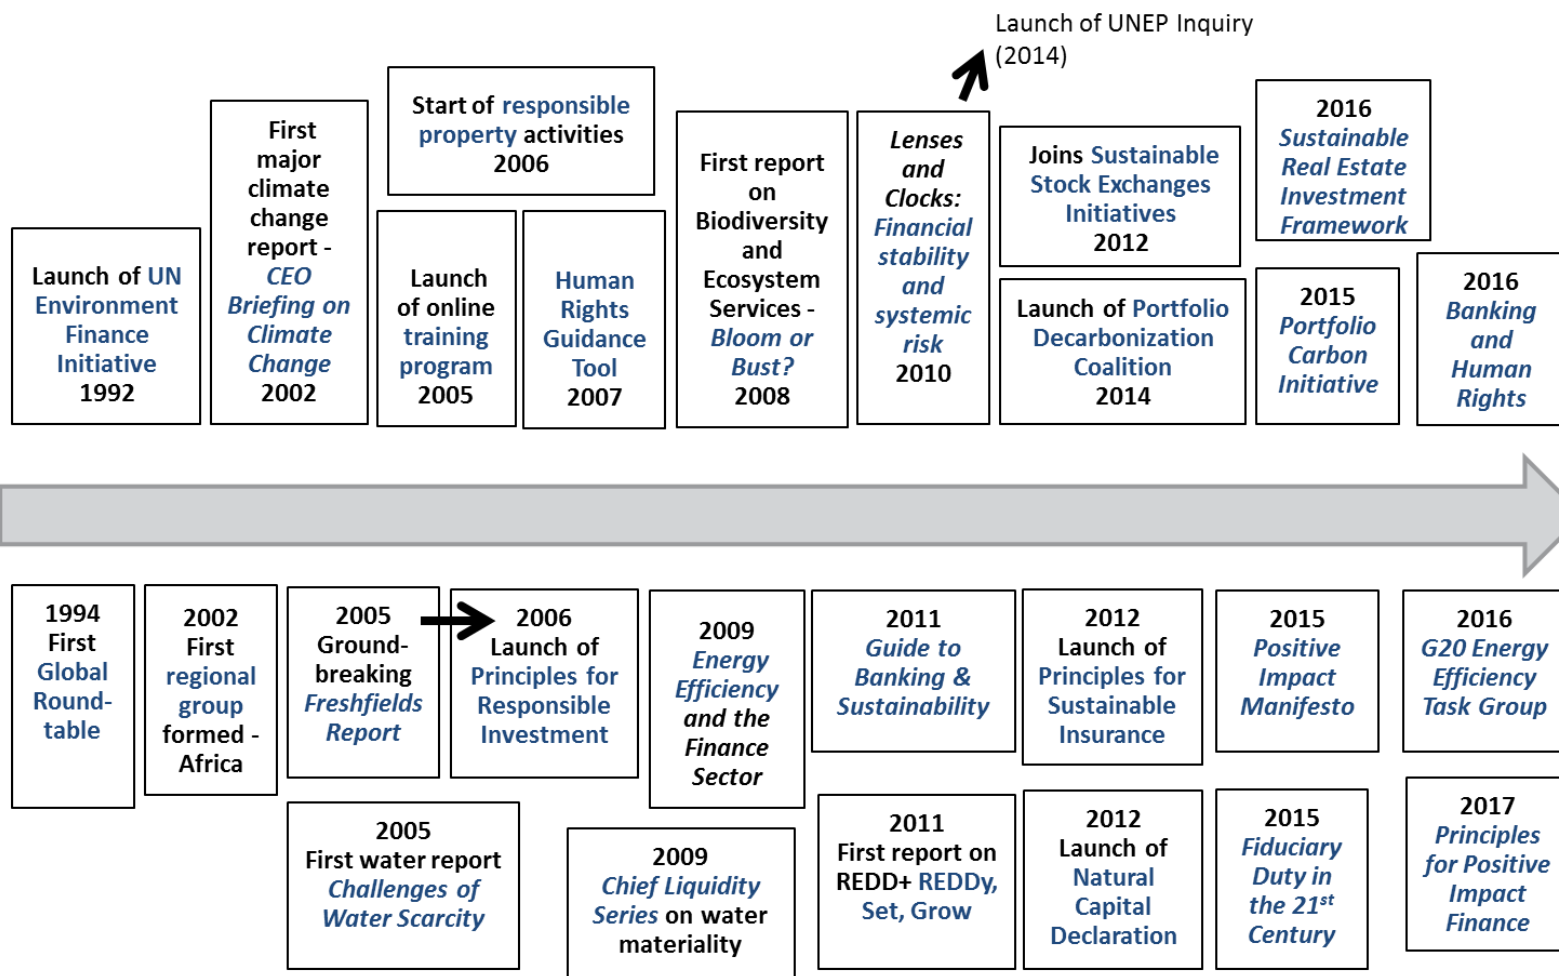 Launch of UNEP Inquiry
(2014)
Launch of UN
Environment
Finance
Initiative
1992
First
major
climate
change
report -
CEO
Briefing on
Climate
Change
2002
Start of responsible
property activities
2006
Launch
of online
training
program
2005
Human
Rights
Guidance
Tool
2007
First report
on
Biodiversity
and
Ecosystem
Services -
Bloom or
Bust?
2008
Lenses
and
Clocks:
Financial
stability
and
systemic
risk
2010
Joins Sustainable
Stock Exchanges
Initiatives
2012
Launch of Portfolio
Decarbonization
Coalition
2014
2016
Sustainable
Real Estate
Investment
Framework
2015
Portfolio
Carbon
Initiative
2016
Banking
and
Human
Rights
1994
First
Global
Round-
table
2002
First
regional
group
formed -
Africa
2005
Ground-
breaking
Freshfields
Report
2006
Launch of
Principles for
Responsible
Investment
2009
Energy
Efficiency
and the
Finance
Sector
2011
Guide to
Banking &
Sustainability
2012
Launch of
Principles for
Sustainable
Insurance
2015
Positive
Impact
Manifesto
2016
G20 Energy
Efficiency
Task Group
2005
First water report
Challenges of
Water Scarcity
2009
Chief Liquidity
Series on water
materiality
2011
First report on
REDD+ REDDy,
Set, Grow
2012
Launch of
Natural
Capital
Declaration
2015
Fiduciary
Duty in
the 21st
Century
2017
Principles
for Positive
Impact
Finance